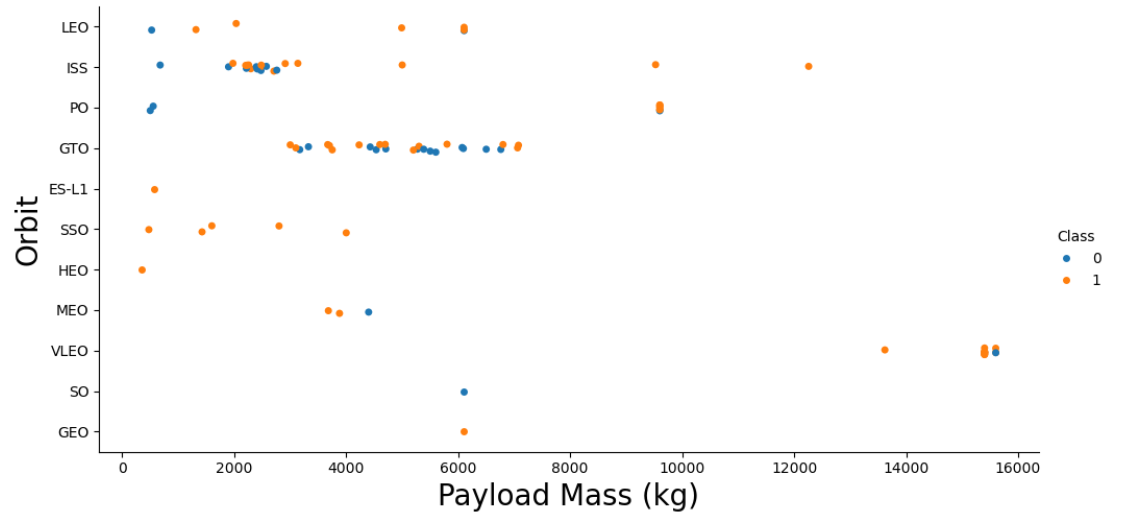 LEO
ISS
PO
GTO
ES-L1
SSO
HEO
MEO
VLEO
SO
GEO
Orbit
0 2000 4000 6000 8000 10000 12000 14000 16000
Payload Mass (kg)
Class
0
1